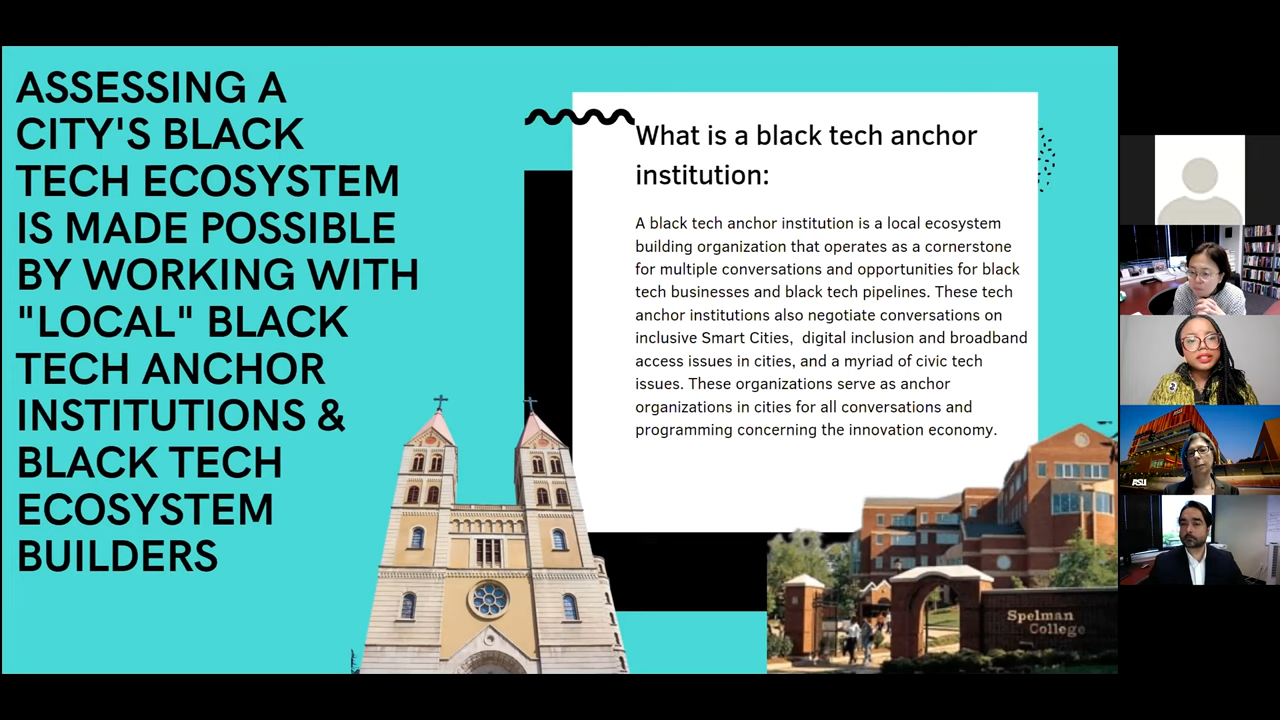 ASSESSING A
CITY'S BLACK
TECH ECOSYSTEM
IS MADE POSSIBLE
BY WORKING WITH
"LOCAL" BLACK
TECH ANCHOR
INSTITUTIONS &
BLACK TECH
ECOSYSTEM
BUILDERS
What is a black tech anchor
institution:
A black tech anchor institution is a local ecosystem
building organization that operates as a cornerstone
for multiple conversations and opportunities for black
tech businesses and black tech pipelines. These tech
anchor institutions also negotiate conversations on
inclusive Smart Cities,  digital inclusion and broadband
access issues in cities, and a myriad of civic tech
issues. These organizations serve as anchor
organizations in cities for all conversations and
programming concerning the innovation economy.
Spelman
College
ASU